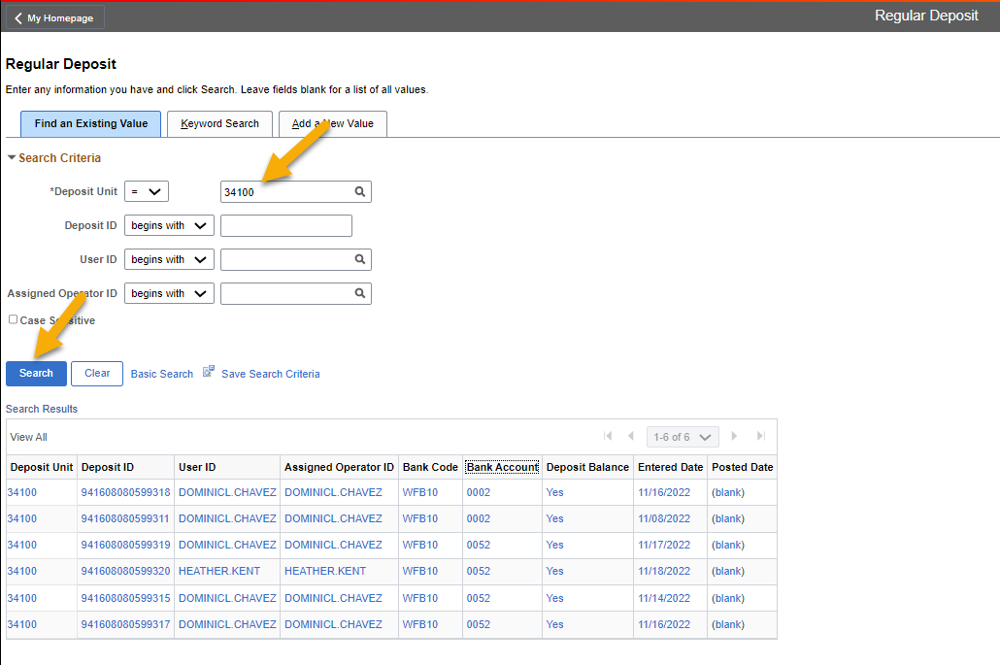 My Homepage Regular Deposit
Regular Deposit
Enter any information you have and click Search. Leave fields blank for a list of all values.
Find an Existing Value Keyword Search Add a New Value
Search Criteria
*Deposit Unit = 34100
Deposit ID begins with
User ID begins with
Assigned Operator ID begins with
Case Sensitive
Search Clear Basic Search Save Search Criteria
Search Results
View All 1-6 of 6
Deposit Unit Deposit ID User ID Assigned Operator ID Bank Code Bank Account Deposit Balance Entered Date Posted Date
34100 941608080599318 DOMINICL.CHAVEZ DOMINICL.CHAVEZ WFB10 0002 Yes 11/16/2022 (blank)
34100 941608080599311 DOMINICL.CHAVEZ DOMINICL.CHAVEZ WFB10 0002 Yes 11/08/2022 (blank)
34100 941608080599319 DOMINICL.CHAVEZ DOMINICL.CHAVEZ WFB10 0052 Yes 11/17/2022 (blank)
34100 941608080599320 HEATHER.KENT HEATHER.KENT WFB10 0052 Yes 11/18/2022 (blank)
34100 941608080599315 DOMINICL.CHAVEZ DOMINICL.CHAVEZ WFB10 0052 Yes 11/14/2022 (blank)
34100 941608080599317 DOMINICL.CHAVEZ DOMINICL.CHAVEZ WFB10 0052 Yes 11/16/2022 (blank)